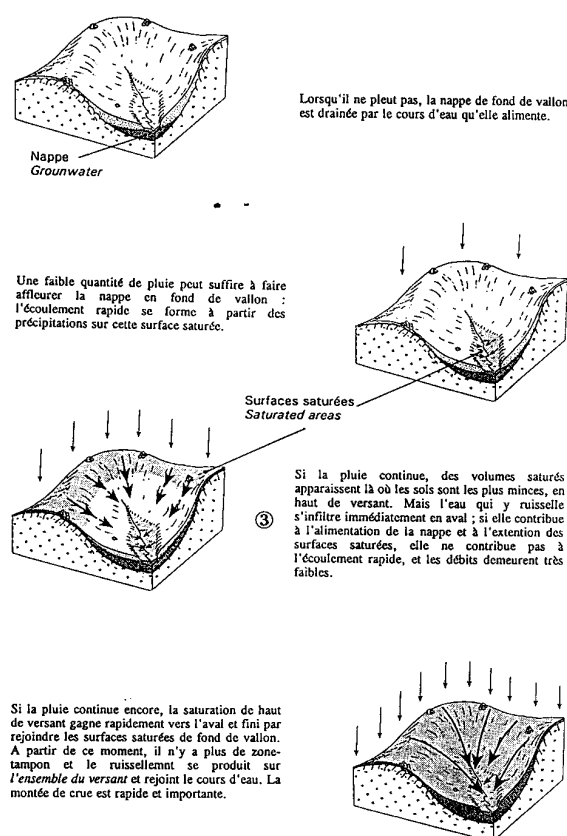 Lorsqu'il ne pleut pas, la nappe de fond de vallon
est drainée par le cours d'eau qu'elle alimente.
Nappe
Grounwater
Une faible quantité de pluie peut suffire à faire
affleurer la nappe en fond de vallon :
l'écoulement rapide se forme à partir des
précipitations sur cette surface saturée.
Surfaces saturées
Saturated areas
③
Si la pluie continue, des volumes saturés
apparaissent là où les sols sont les plus minces, en
haut de versant. Mais l'eau qui y ruisselle
s'infiltre immédiatement en aval ; si elle contribue
à l'alimentation de la nappe et à l'extention des
surfaces saturées, elle ne contribue pas à
l'écoulement rapide, et les débits demeurent très
faibles.
Si la pluie continue encore, la saturation de haut
de versant gagne rapidement vers l'aval et fini par
rejoindre les surfaces saturées de fond de vallon.
A partir de ce moment, il n'y a plus de zone-
tampon et le ruissellemnt se produit sur
l'ensemble du versant et rejoint le cours d'eau. La
montée de crue est rapide et importante.